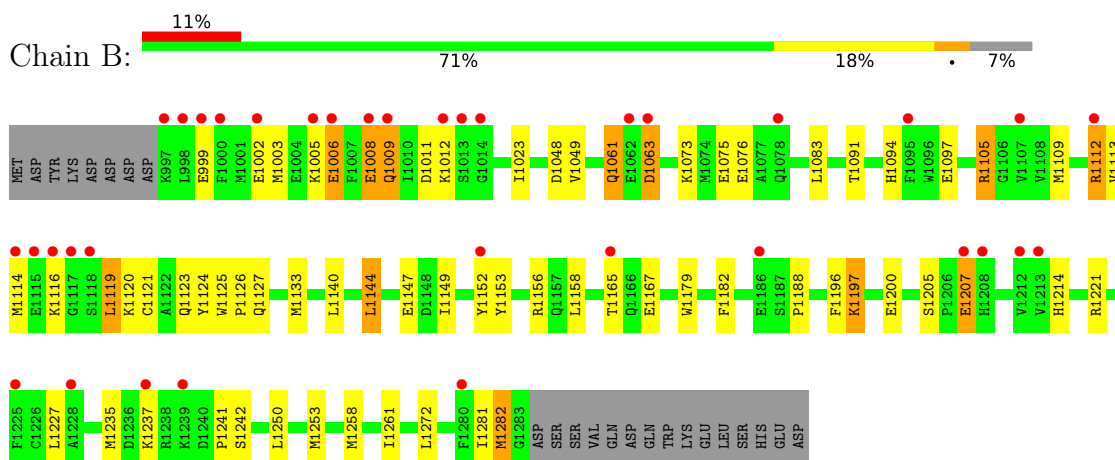 11%
Chain B:
71% 18% • 7%
MET ASP TYR LYS ASP ASP ASP ASP K997 L998 E999 F1000 M1001 E1002 M1003 E1004 K1005 E1006 F1007 E1008 Q1009 I1010 D1011 K1012 S1013 G1014 I1023 D1048 V1049 Q1061 E1062 D1063 K1073 M1074 E1075 E1076 A1077 Q1078 L1083 T1091 H1094 F1095 W1096 E1097 R1105 G1106 V1107 V1108 M1109 R1112 V1113
M1114 E1115 K1116 G1117 S1118 L1119 K1120 C1121 A1122 Q1123 Y1124 W1125 P1126 Q1127 M1133 L1140 L1144 E1147 D1148 I1149 Y1152 Y1153 R1156 Q1157 L1158 T1165 Q1166 E1167 W1179 F1182 E1186 S1187 P1188 F1196 K1197 E1200 S1205 P1206 E1207 H1208 V1212 V1213 H1214 R1221
F1225 C1226 L1227 A1228 M1235 D1236 K1237 R1238 K1239 D1240 P1241 S1242 L1250 M1253 M1258 I1261 L1272 F1280 I1281 M1282 G1283 ASP SER SER VAL GLN ASP GLN TRP LYS GLU LEU SER HIS GLU ASP